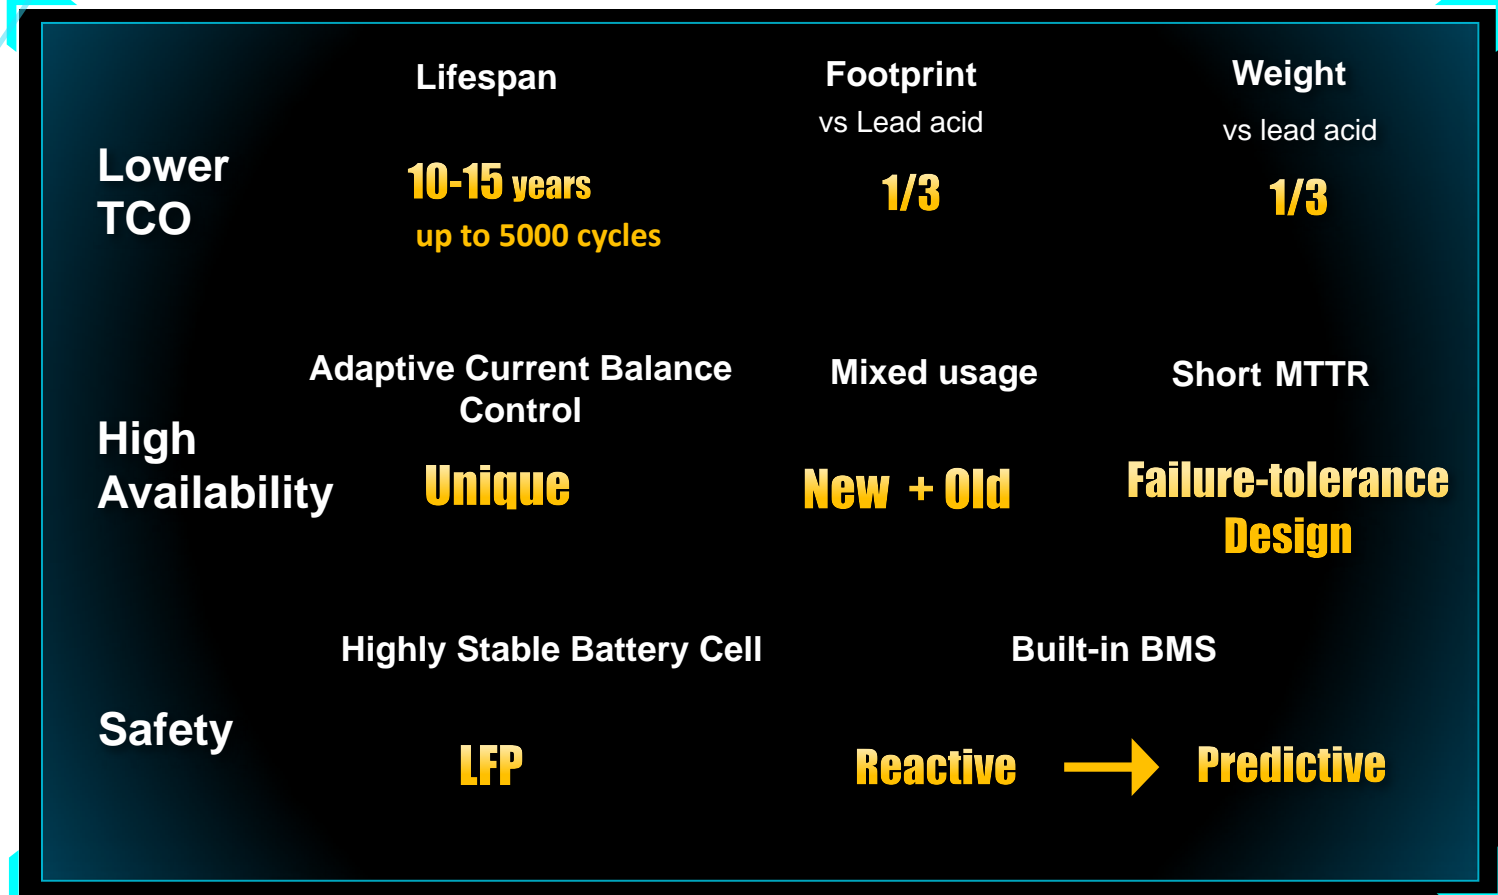 Lifespan
Footprint
vs Lead acid
Weight
vs lead acid
Lower
TCO
10-15 years
up to 5000 cycles
1/3
1/3
Adaptive Current Balance
Control
Mixed usage
Short MTTR
High
Availability
Unique
New + Old
Failure-tolerance
Design
Highly Stable Battery Cell
Built-in BMS
Safety
LFP
Reactive
Predictive